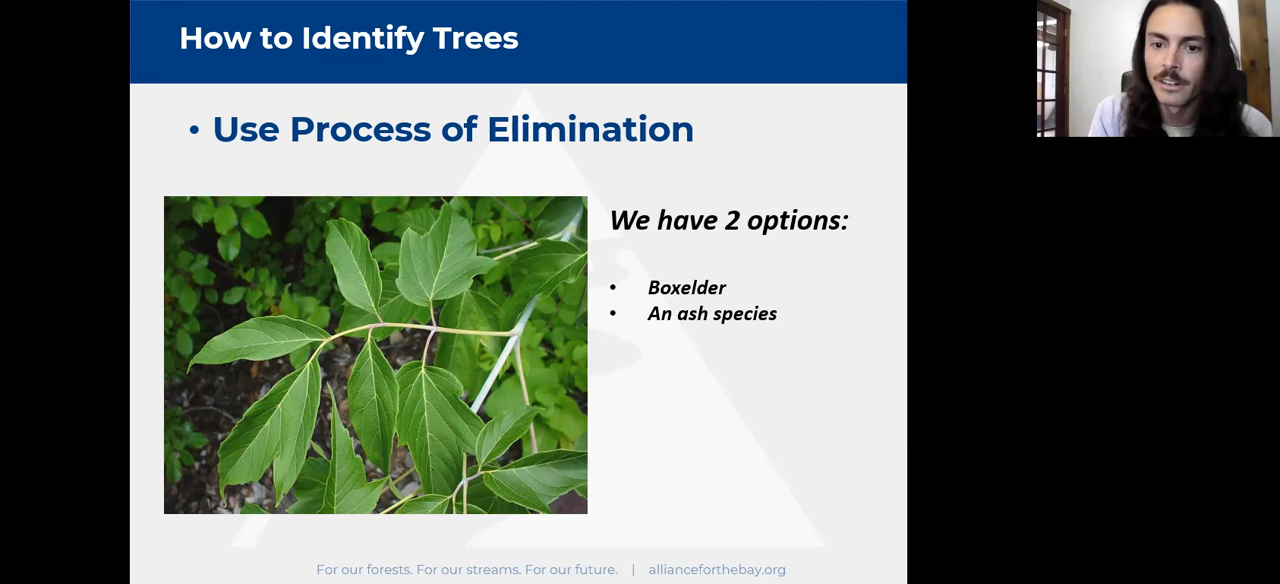 How to Identify Trees
• Use Process of Elimination
We have 2 options:
• Boxelder
• An ash species
For our forests. For our streams. For our future. | allianceforthebay.org